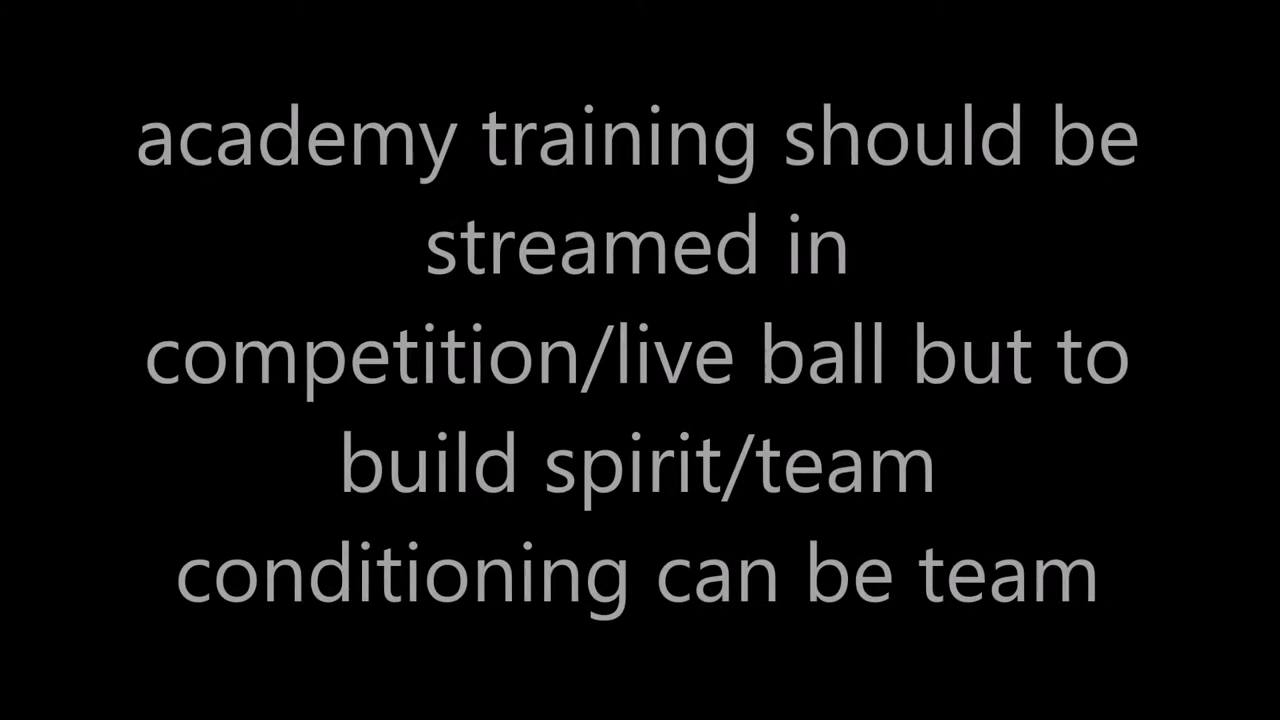 academy training should be
streamed in
competition/live ball but to
build spirit/team
conditioning can be team